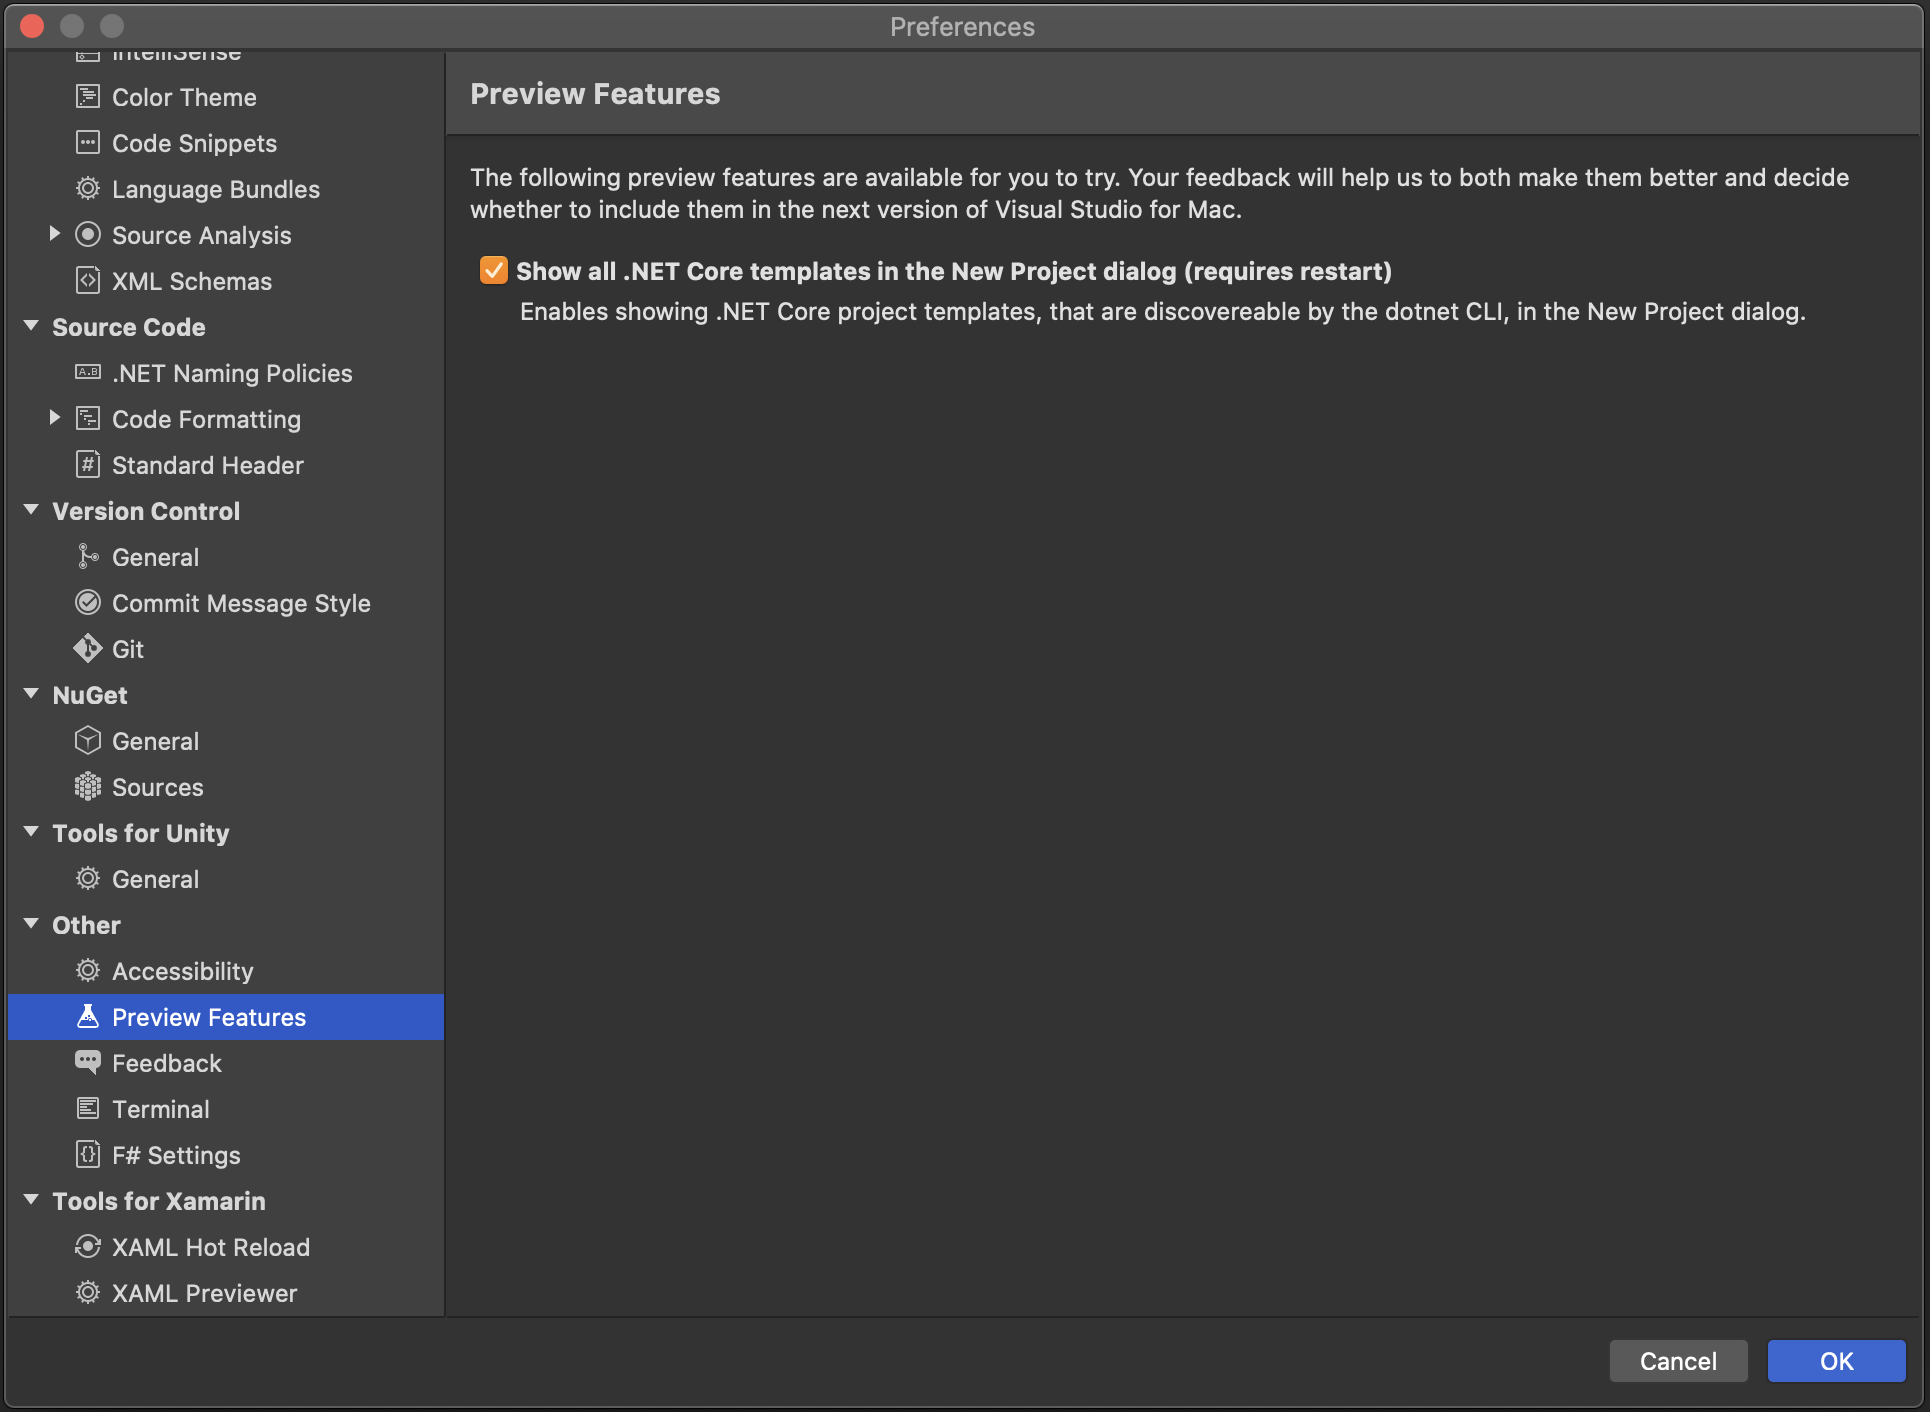 Preferences
IntelliSense
Color Theme
Code Snippets
Language Bundles
Source Analysis
XML Schemas
Source Code
.NET Naming Policies
Code Formatting
Standard Header
Version Control
General
Commit Message Style
Git
NuGet
General
Sources
Tools for Unity
General
Other
Accessibility
Preview Features
Feedback
Terminal
F# Settings
Tools for Xamarin
XAML Hot Reload
XAML Previewer
Preview Features
The following preview features are available for you to try. Your feedback will help us to both make them better and decide
whether to include them in the next version of Visual Studio for Mac.
Show all .NET Core templates in the New Project dialog (requires restart)
Enables showing .NET Core project templates, that are discovereable by the dotnet CLI, in the New Project dialog.
Cancel
OK